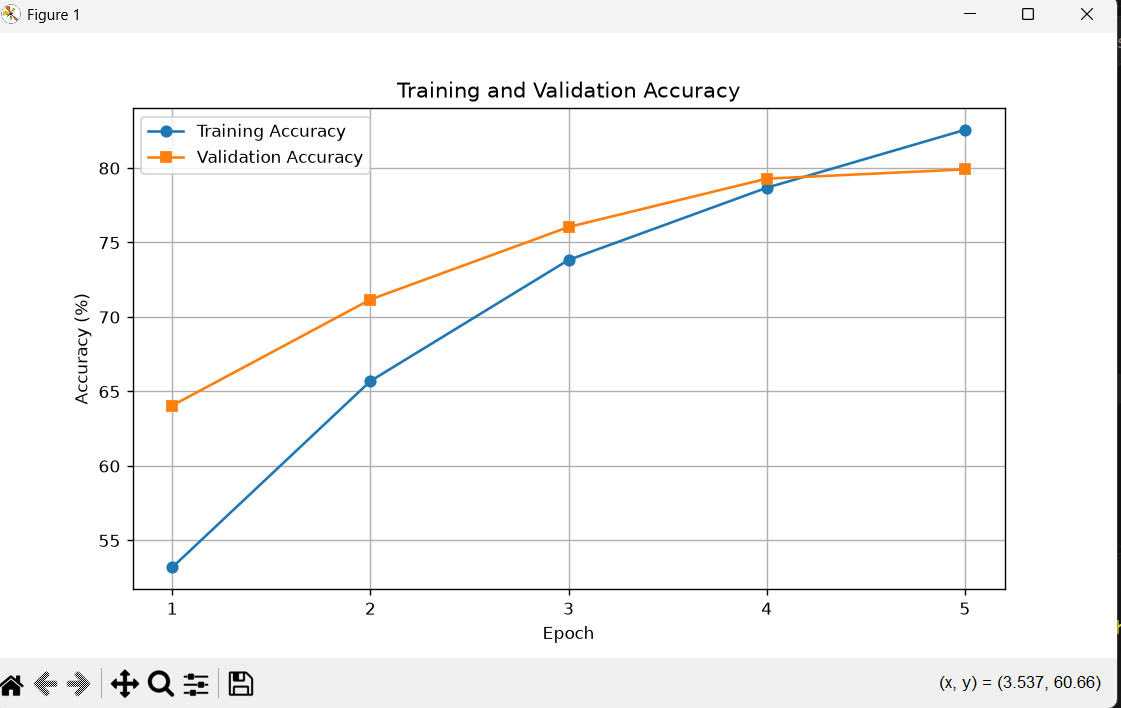 Figure 1
Training and Validation Accuracy
Training Accuracy
Validation Accuracy
80
75
70
65
60
55
Accuracy (%)
1 2 3 4 5
Epoch
(x, y) = (3.537, 60.66)